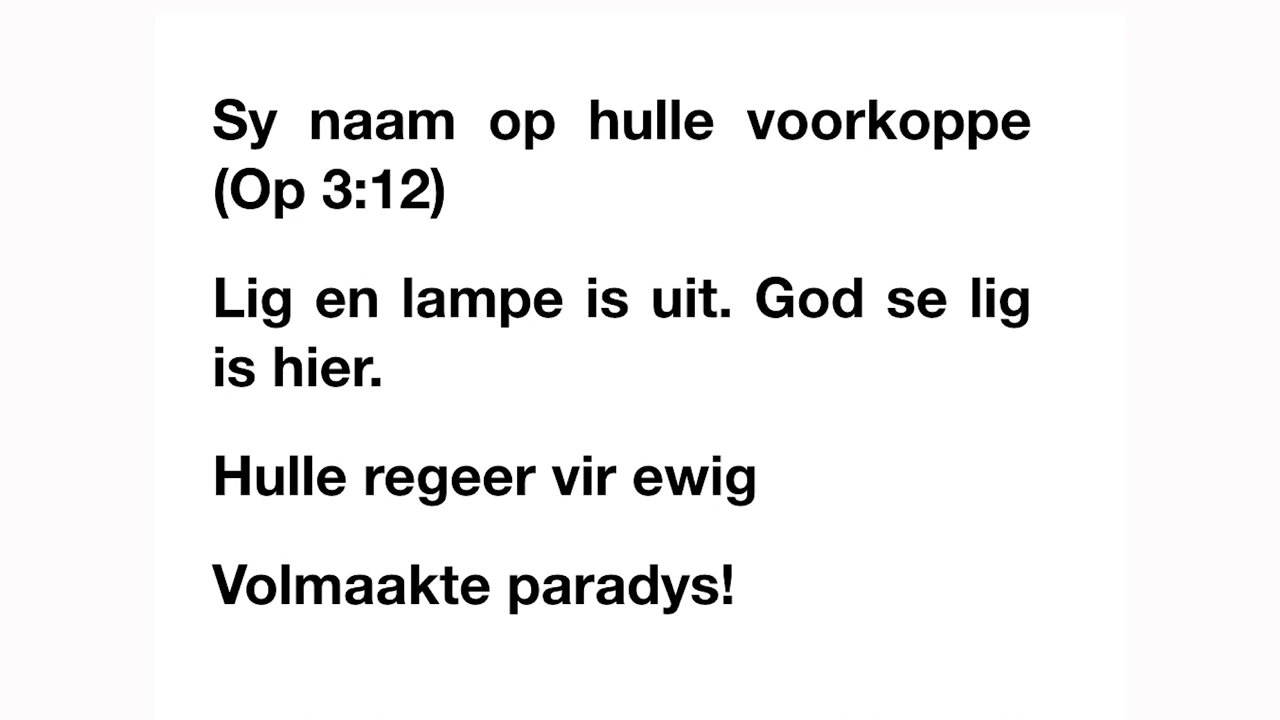 Sy naam op hulle voorkoppe
(Op 3:12)
Lig en lampe is uit. God se lig
is hier.
Hulle regeer vir ewig
Volmaakte paradys!